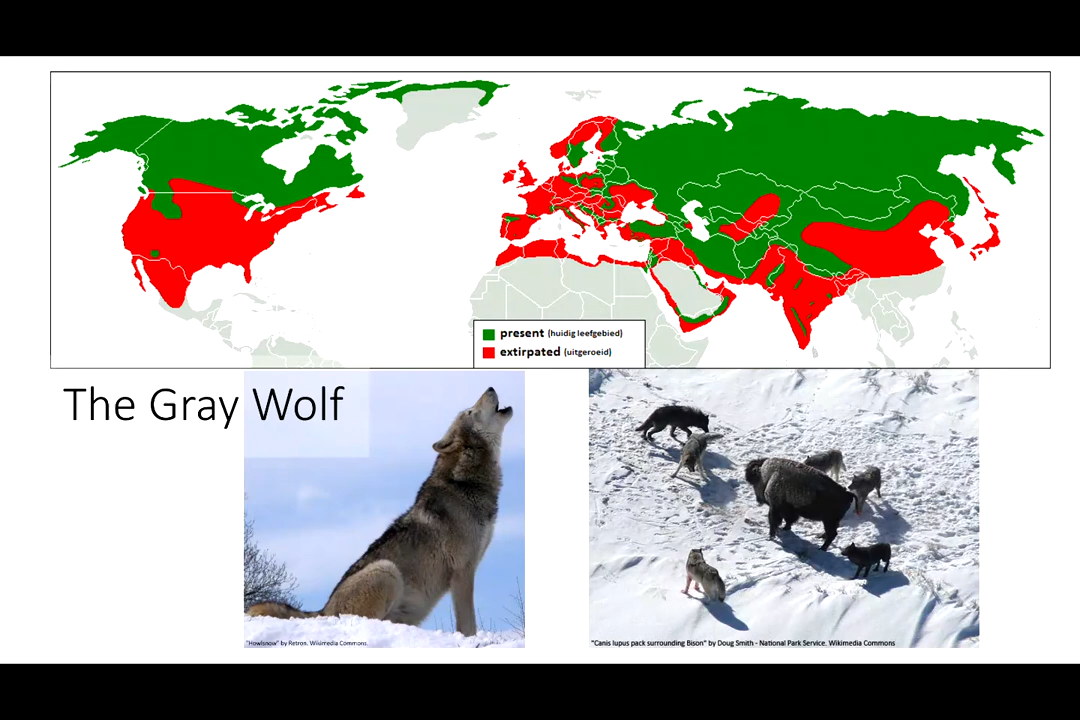 present (huidig leefgebied)
extirpated (uitgeroeid)
The Gray Wolf
"Howlsnow" by Retron. Wikimedia Commons.
"Canis lupus pack surrounding Bison" by Doug Smith - National Park Service. Wikimedia Commons